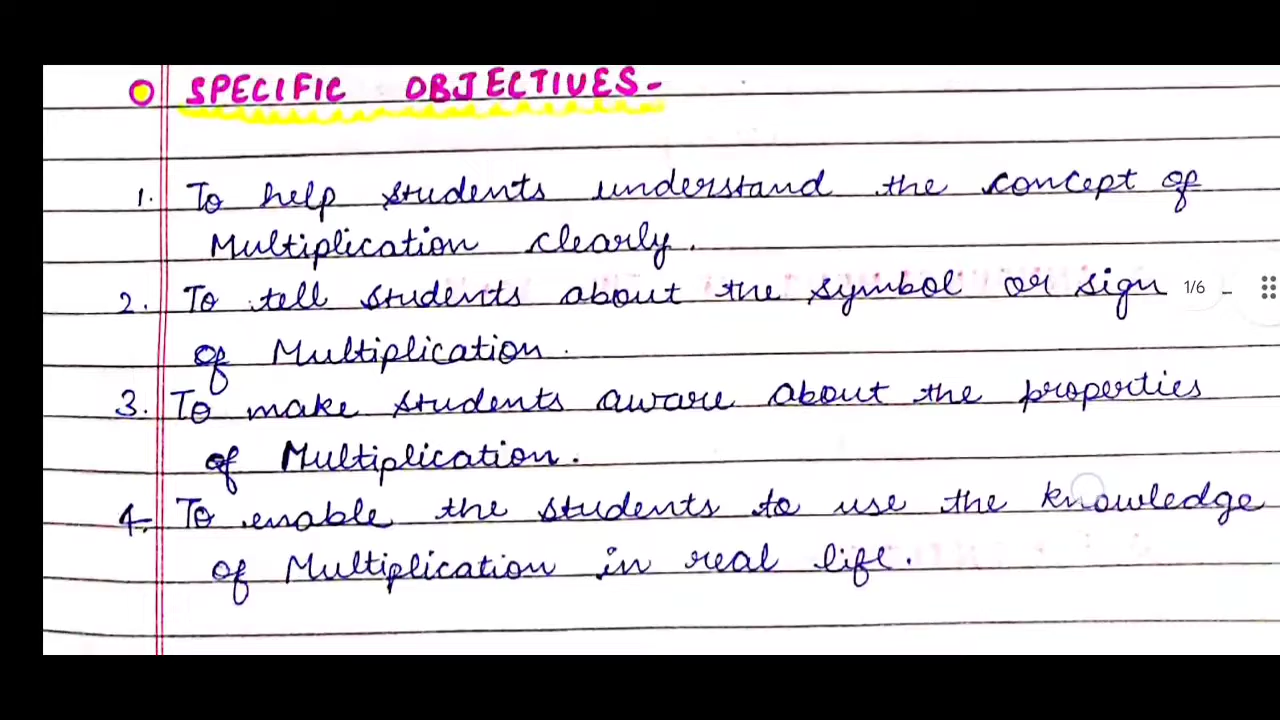 SPECIFIC OBJECTIVES-
1. To help students understand the concept of
Multiplication clearly.
2. To tell students about the symbol or sign
1/6
of Multiplication.
3. To make students aware about the properties
of Multiplication.
4. To enable the students to use the knowledge
of Multiplication in real life.